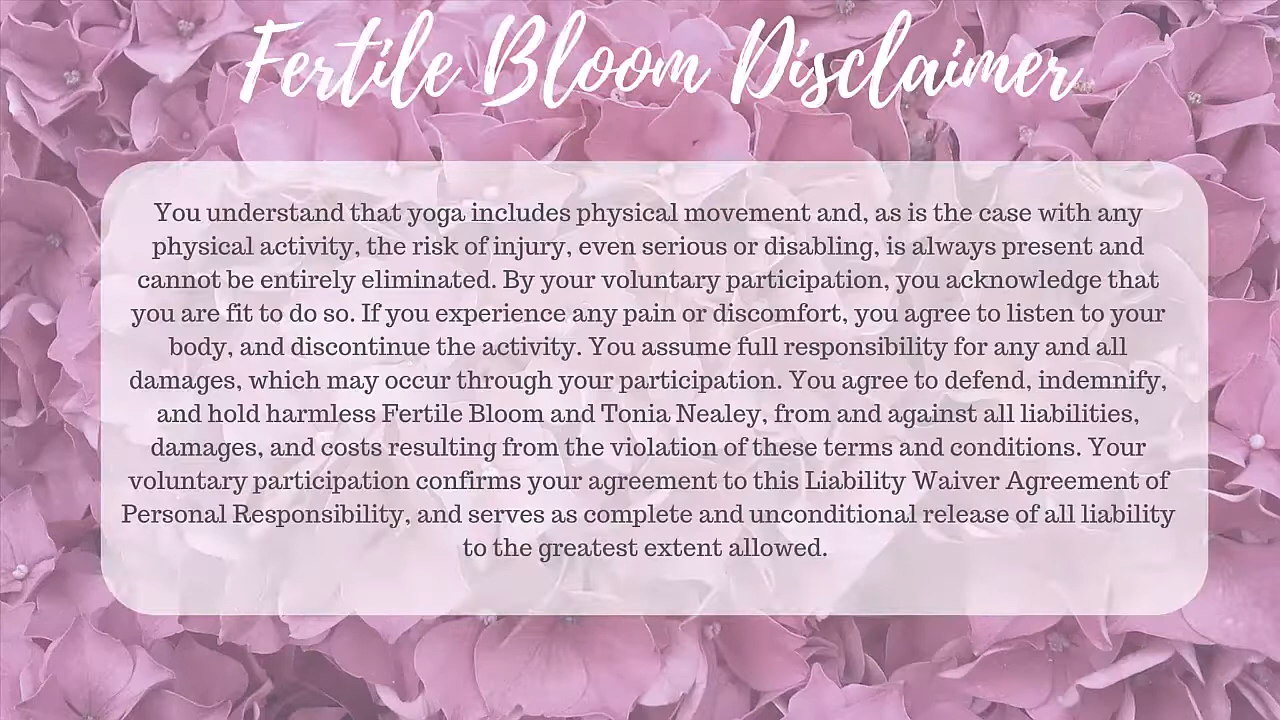 Fertile Bloom Disclaimer
You understand that yoga includes physical movement and, as is the case with any
physical activity, the risk of injury, even serious or disabling, is always present and
cannot be entirely eliminated. By your voluntary participation, you acknowledge that
you are fit to do so. If you experience any pain or discomfort, you agree to listen to your
body, and discontinue the activity. You assume full responsibility for any and all
damages, which may occur through your participation. You agree to defend, indemnify,
and hold harmless Fertile Bloom and Tonia Nealey, from and against all liabilities,
damages, and costs resulting from the violation of these terms and conditions. Your
voluntary participation confirms your agreement to this Liability Waiver Agreement of
Personal Responsibility, and serves as complete and unconditional release of all liability
to the greatest extent allowed.